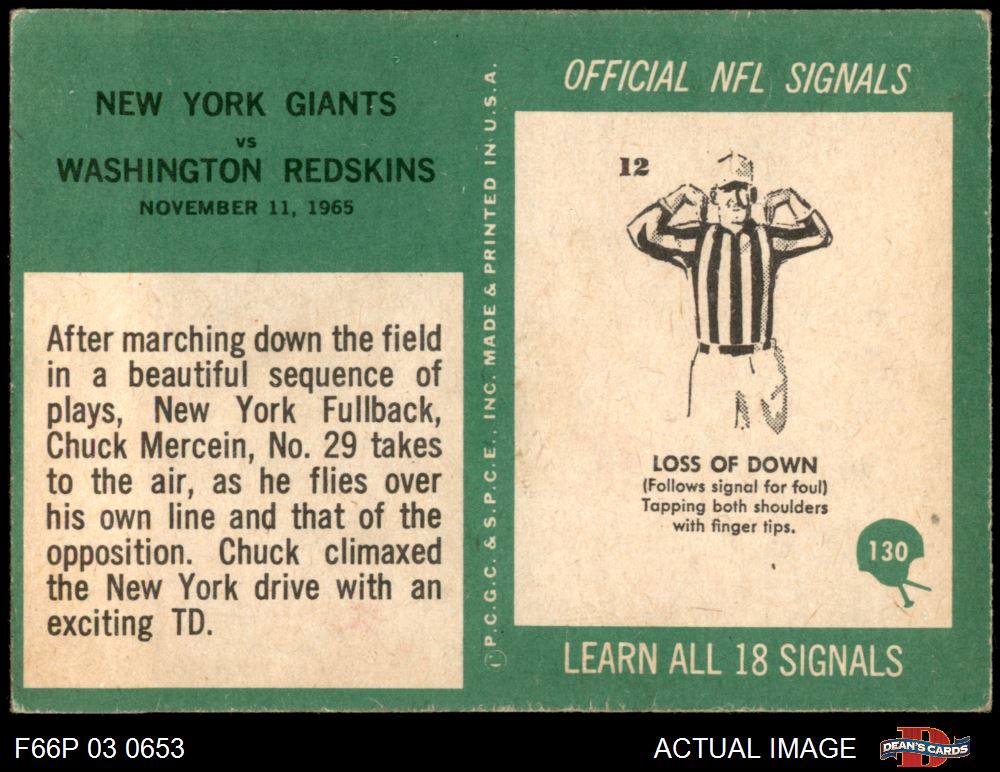 NEW YORK GIANTS
vs
WASHINGTON REDSKINS
NOVEMBER 11, 1965
After marching down the field
in a beautiful sequence of
plays, New York Fullback,
Chuck Mercein, No. 29 takes
to the air, as he flies over
his own line and that of the
opposition. Chuck climaxed
the New York drive with an
exciting TD.
P.C.G.C. & S.P.C.E., INC. MADE & PRINTED IN U.S.A.
OFFICIAL NFL SIGNALS
12
LOSS OF DOWN
(Follows signal for foul)
Tapping both shoulders
with finger tips.
130
LEARN ALL 18 SIGNALS
F66P 03 0653
ACTUAL IMAGE
DEAN'S CARDS